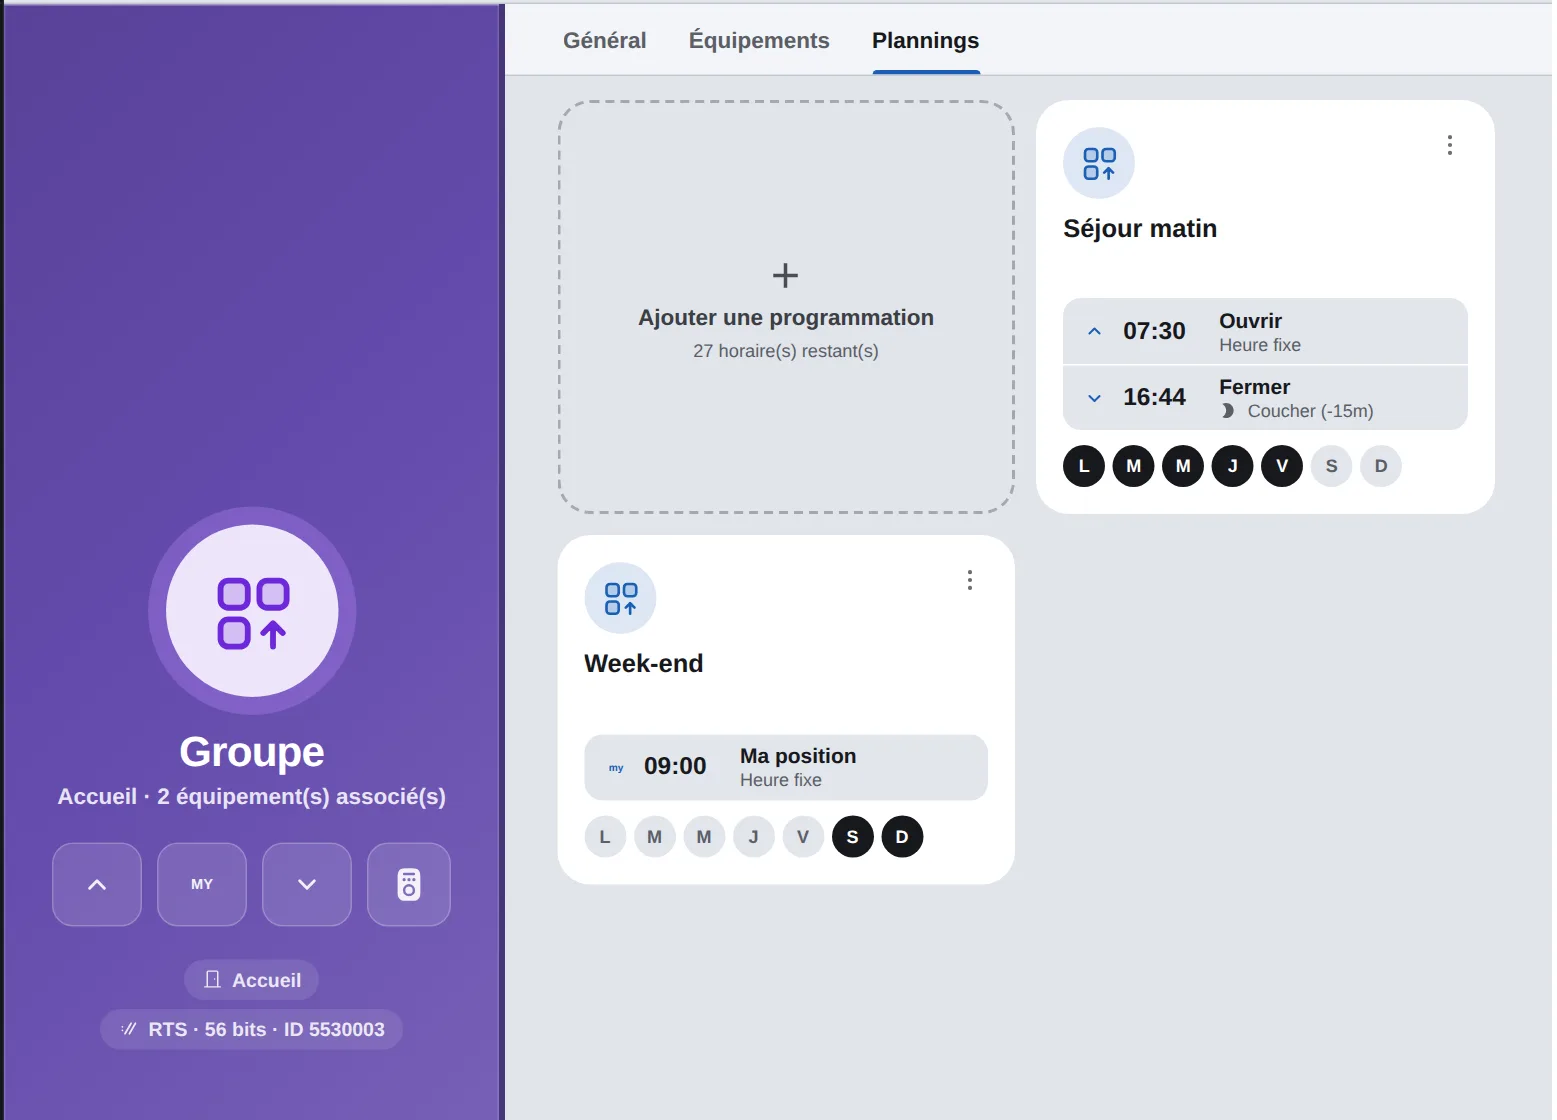 Général Équipements Plannings
Ajouter une programmation
27 horaire(s) restant(s)
Séjour matin
07:30 Ouvrir
Heure fixe
16:44 Fermer
Coucher (-15m)
L M M J V S D
Week-end
my 09:00 Ma position
Heure fixe
L M M J V S D
Groupe
Accueil · 2 équipement(s) associé(s)
MY
Accueil
RTS · 56 bits · ID 5530003